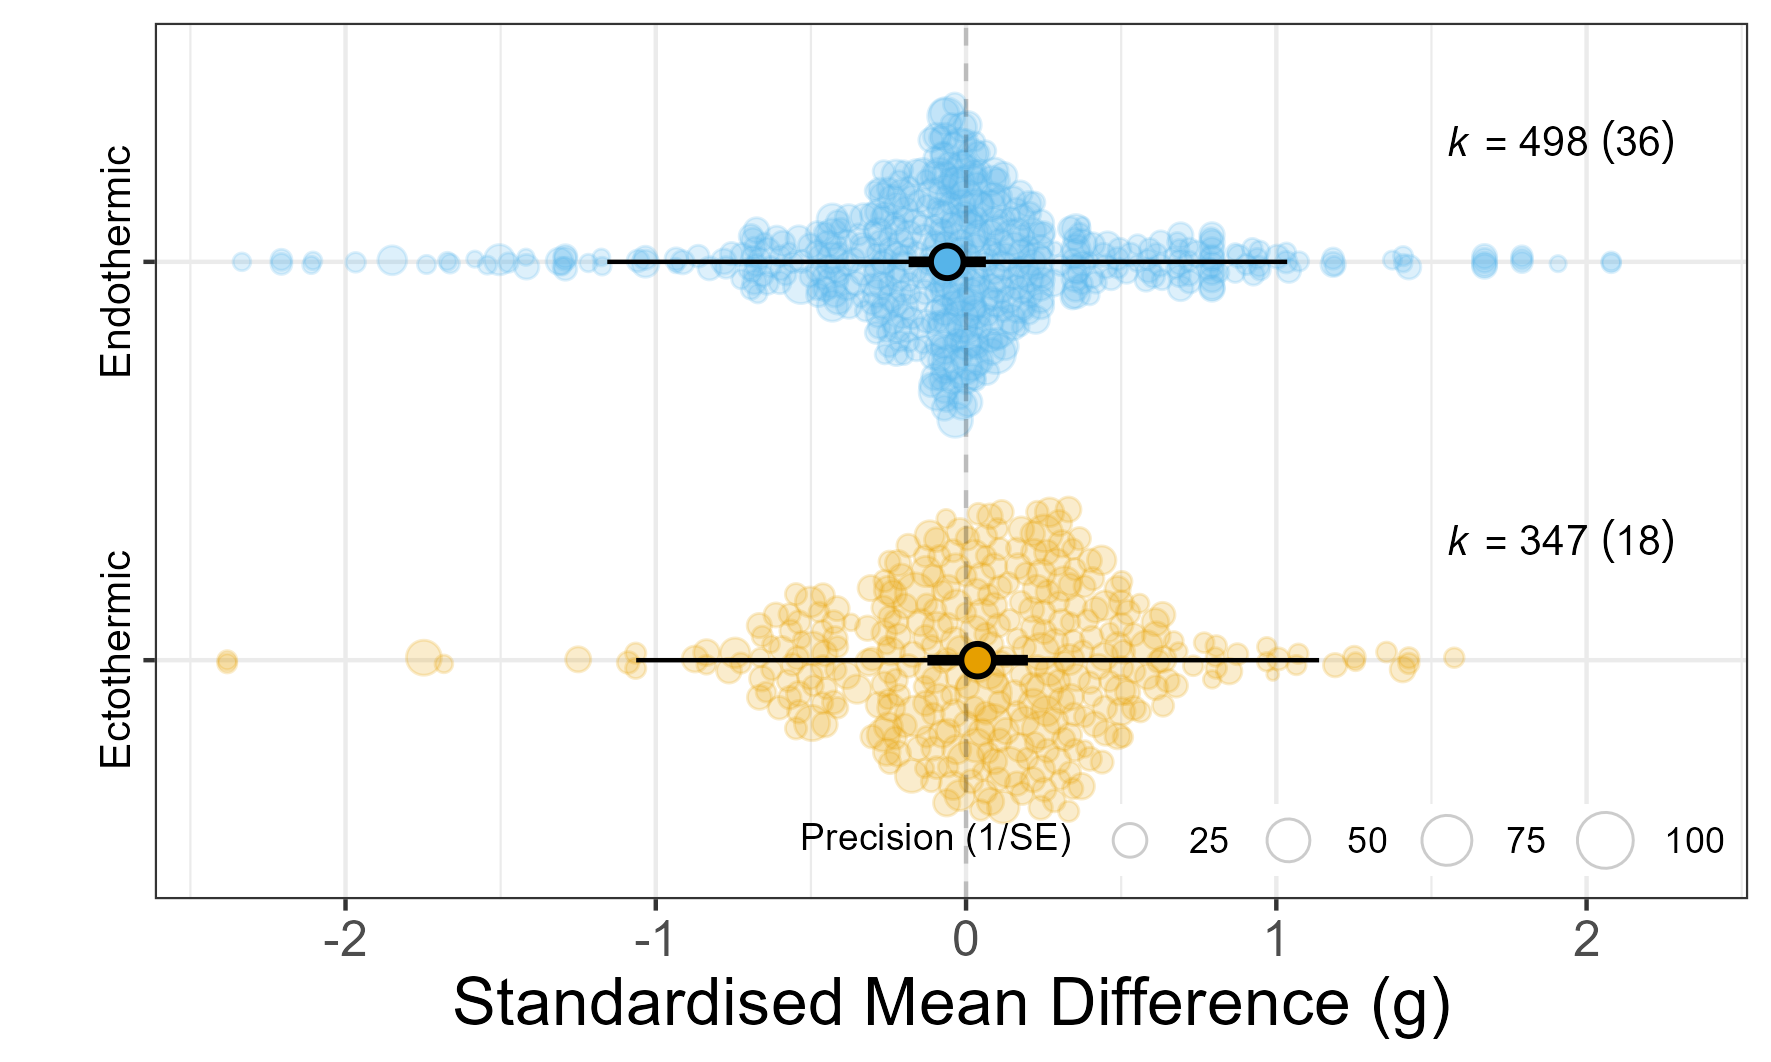 Endothermic
k = 498 (36)
Ectothermic
k = 347 (18)
Precision (1/SE) 25 50 75 100
-2 -1 0 1 2
Standardised Mean Difference (g)